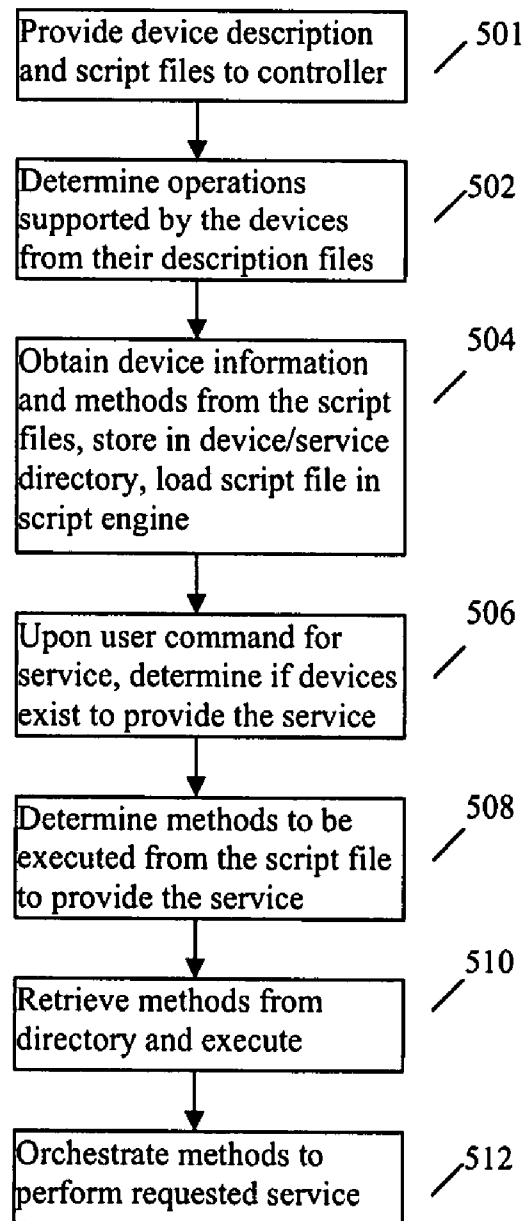 Provide device description
and script files to controller
501
Determine operations
supported by the devices
from their description files
502
Obtain device information
and methods from the script
files, store in device/service
directory, load script file in
script engine
504
Upon user command for
service, determine if devices
exist to provide the service
506
Determine methods to be
executed from the script file
to provide the service
508
Retrieve methods from
directory and execute
510
Orchestrate methods to
perform requested service
512